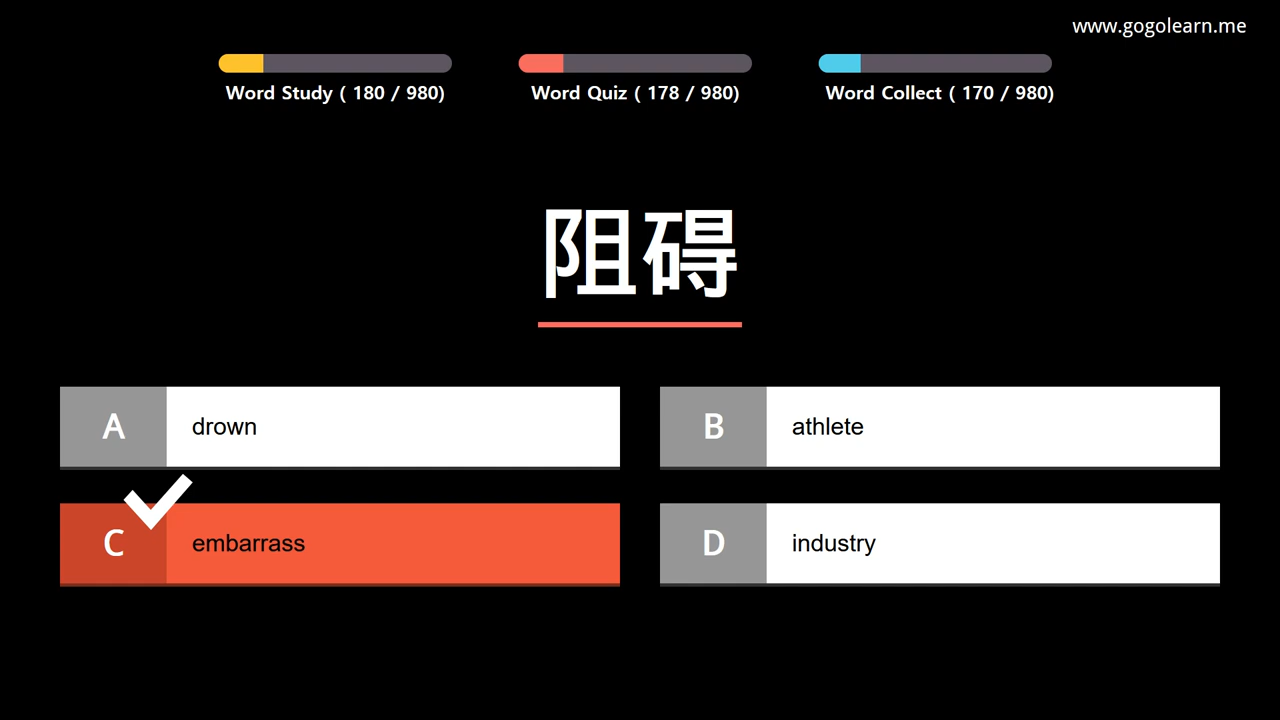 www.gogolearn.me
Word Study ( 180 / 980)
Word Quiz ( 178 / 980)
Word Collect ( 170 / 980)
阻碍
A drown
B athlete
C embarrass
D industry